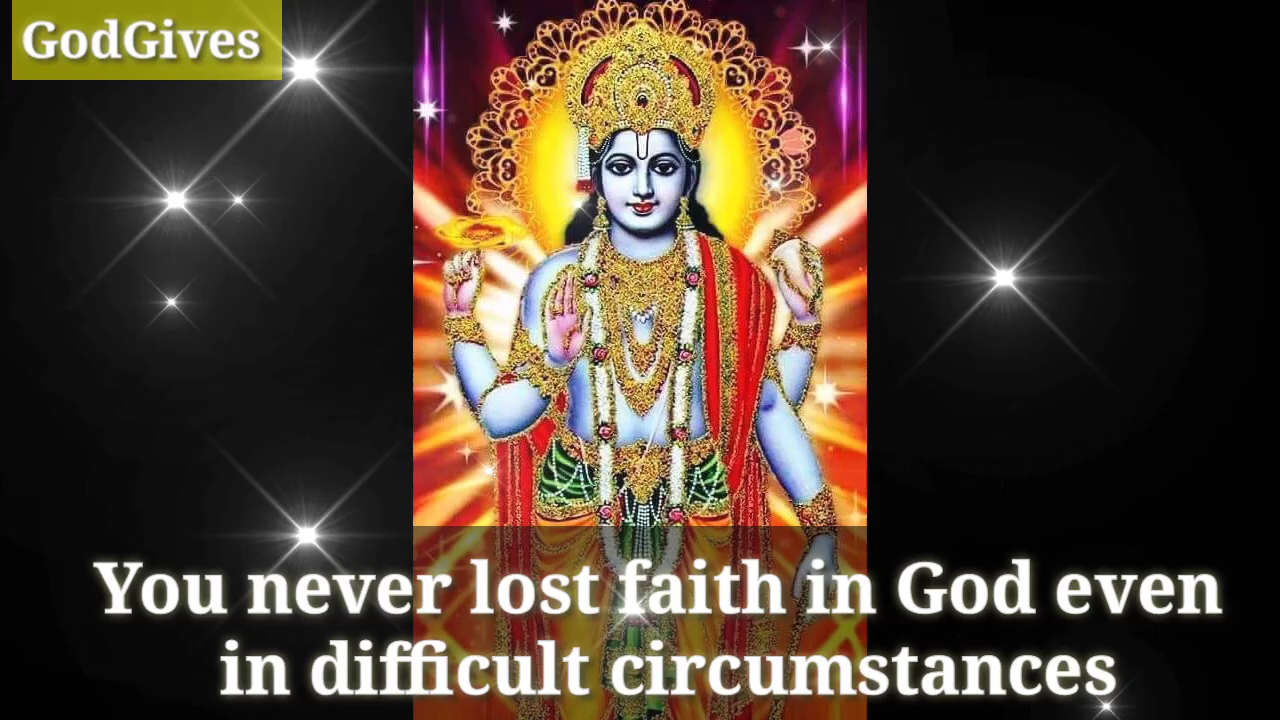 GodGives
You never lost faith in God even
in difficult circumstances